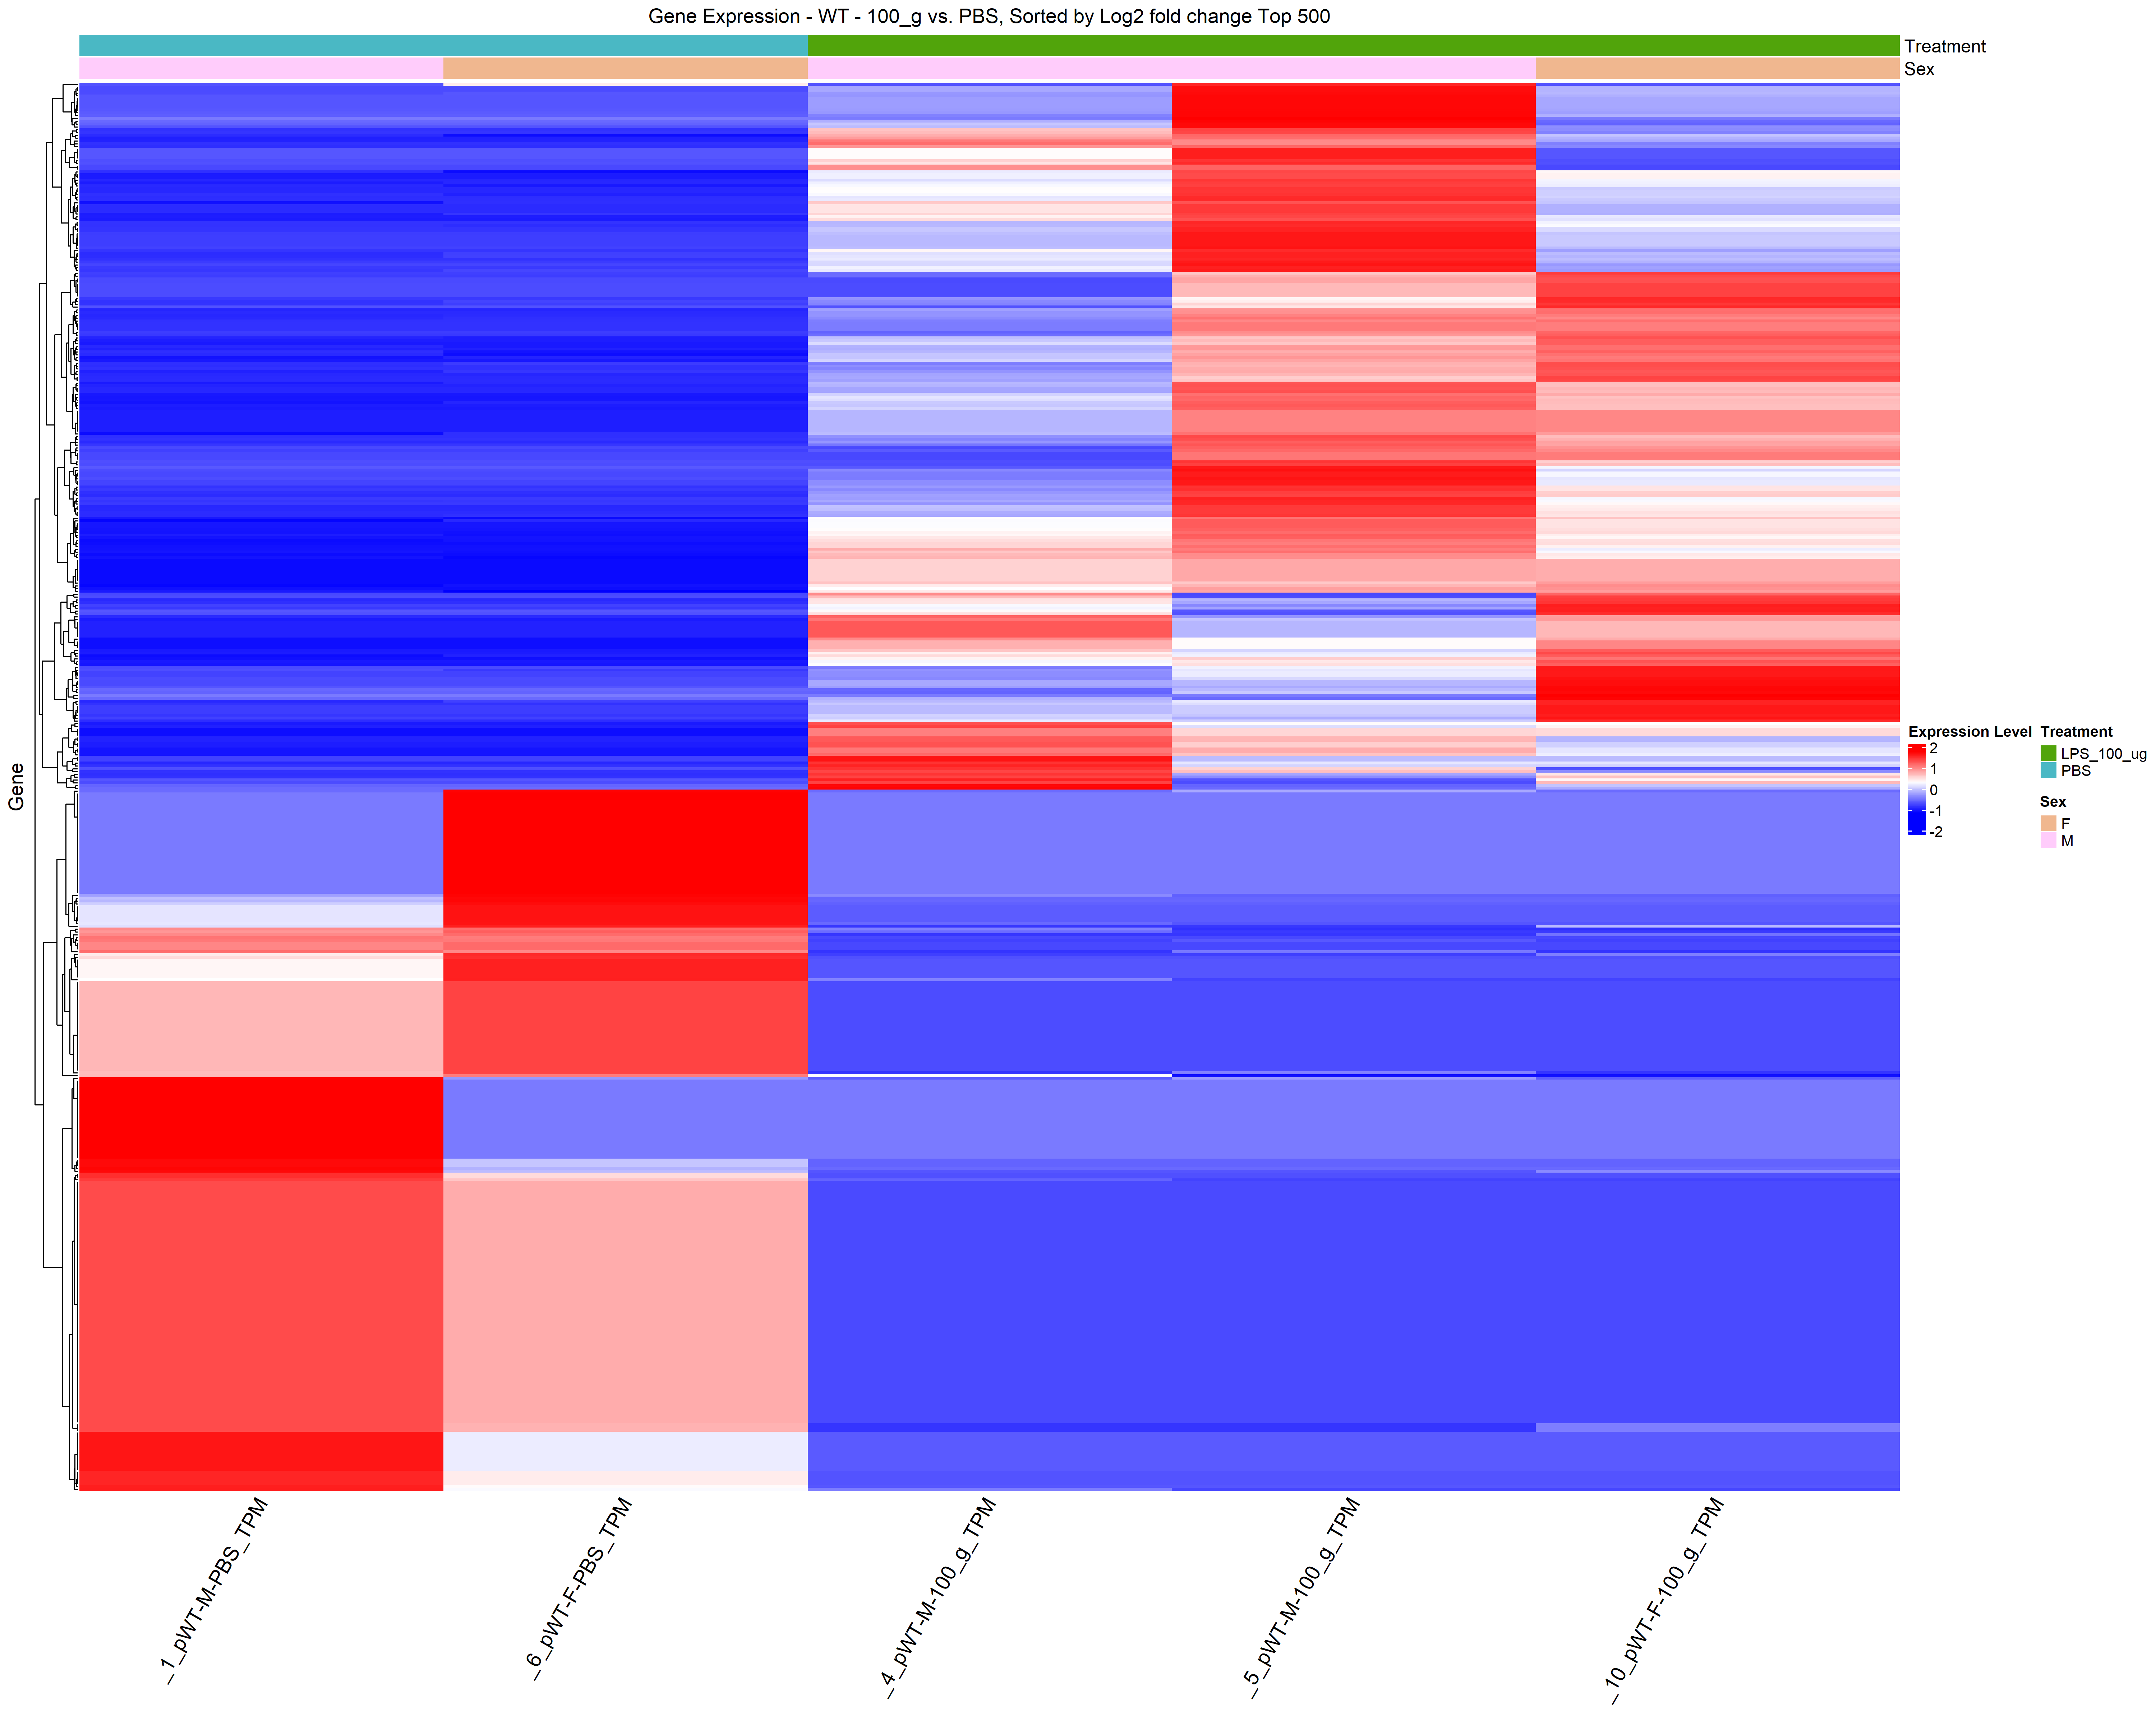 Gene Expression - WT - 100_g vs. PBS, Sorted by Log2 fold change Top 500
Treatment
Sex
Gene
Expression Level
2
1
0
-1
-2
Treatment
LPS_100_ug
PBS
Sex
F
M
_1_pWT-M-PBS_TPM
_6_pWT-F-PBS_TPM
_4_pWT-M-100_g_TPM
_5_pWT-M-100_g_TPM
_10_pWT-F-100_g_TPM